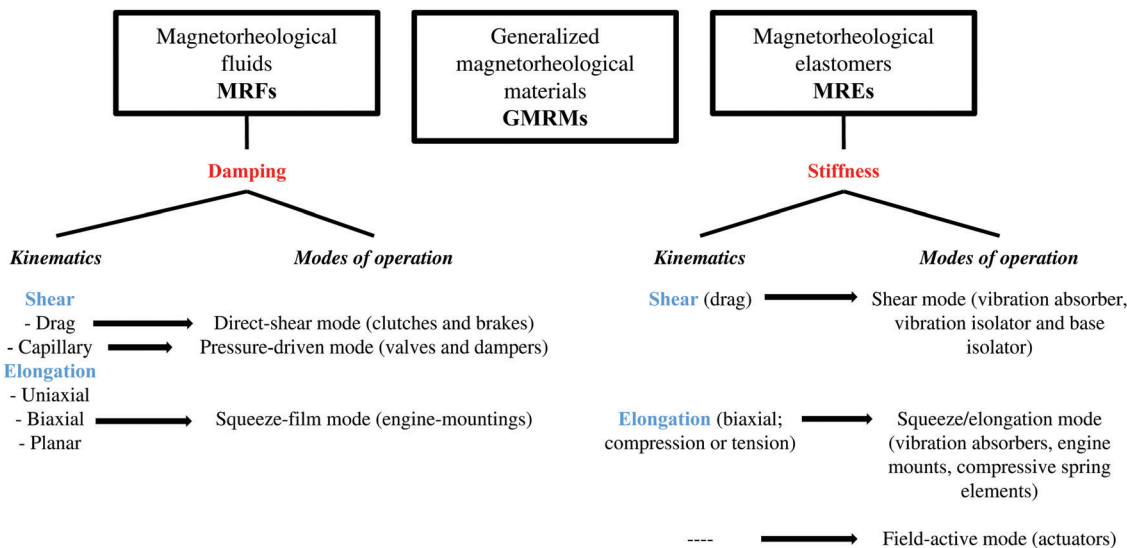 Magnetorheological
fluids
MRFs
Generalized
magnetorheological
materials
GMRMs
Magnetorheological
elastomers
MREs
Damping
Kinematics
Modes of operation
Shear
- Drag
Direct-shear mode (clutches and brakes)
- Capillary
Pressure-driven mode (valves and dampers)
Elongation
- Uniaxial
- Biaxial
Squeeze-film mode (engine-mountings)
- Planar
Stiffness
Kinematics
Modes of operation
Shear (drag)
Shear mode (vibration absorber,
vibration isolator and base
isolator)
Elongation (biaxial;
compression or tension)
Squeeze/elongation mode
(vibration absorbers, engine
mounts, compressive spring
elements)
----
Field-active mode (actuators)